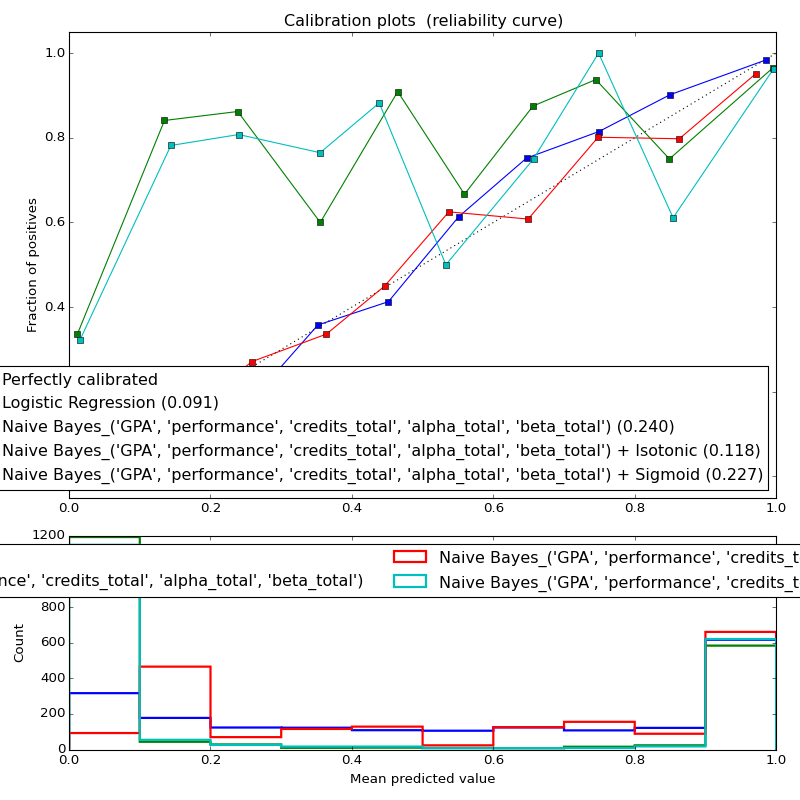 Calibration plots (reliability curve)
1.0
0.8
0.6
0.4
Fraction of positives
Perfectly calibrated
Logistic Regression (0.091)
Naive Bayes_('GPA', 'performance', 'credits_total', 'alpha_total', 'beta_total') (0.240)
Naive Bayes_('GPA', 'performance', 'credits_total', 'alpha_total', 'beta_total') + Isotonic (0.118)
Naive Bayes_('GPA', 'performance', 'credits_total', 'alpha_total', 'beta_total') + Sigmoid (0.227)
0.0 0.2 0.4 0.6 0.8 1.0
1200
Naive Bayes_('GPA', 'performance', 'credits_t
nce', 'credits_total', 'alpha_total', 'beta_total')
Naive Bayes_('GPA', 'performance', 'credits_t
800
600
400
200
0
Count
0.0 0.2 0.4 0.6 0.8 1.0
Mean predicted value